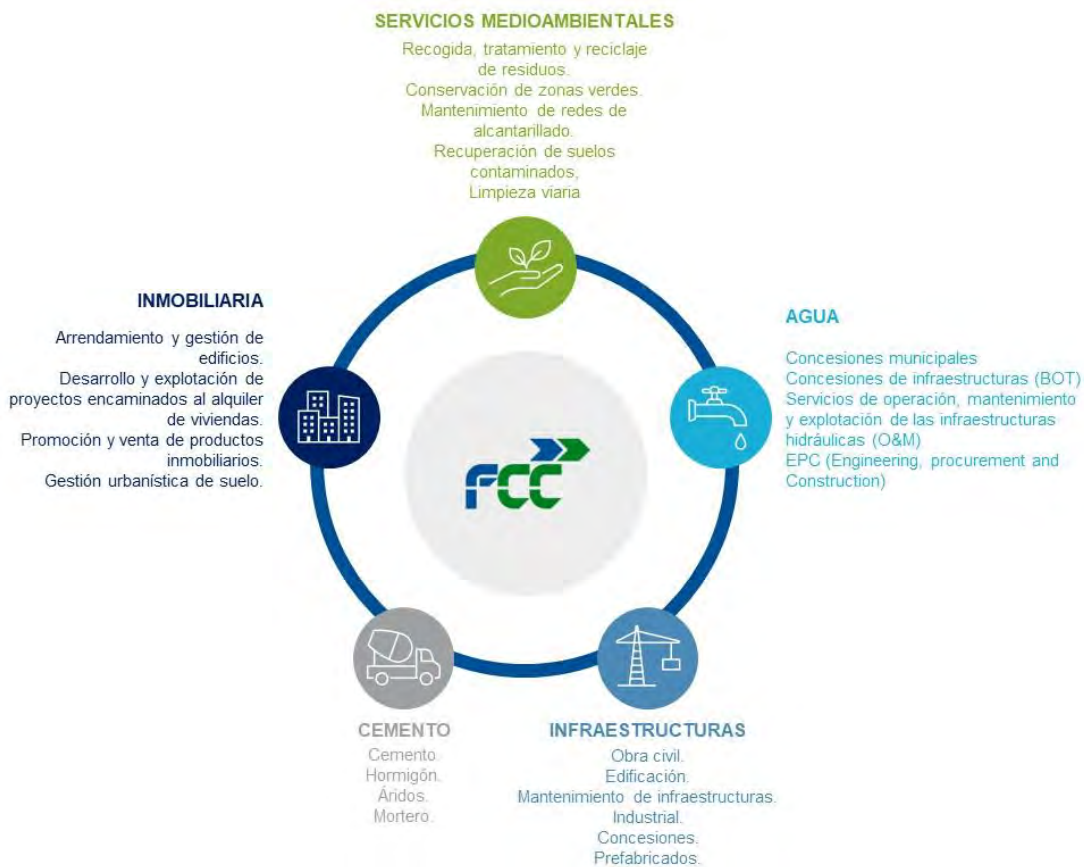 SERVICIOS MEDIOAMBIENTALES
Recogida, tratamiento y reciclaje
de residuos.
Conservación de zonas verdes.
Mantenimiento de redes de
alcantarillado.
Recuperación de suelos
contaminados,
Limpieza viaria
INMOBILIARIA
Arrendamiento y gestión de
edificios.
Desarrollo y explotación de
proyectos encaminados al alquiler
de viviendas.
Promoción y venta de productos
inmobiliarios.
Gestión urbanística de suelo.
AGUA
Concesiones municipales
Concesiones de infraestructuras (BOT)
Servicios de operación, mantenimiento
y explotación de las infraestructuras
hidráulicas (O&M)
EPC (Engineering, procurement and
Construction)
FCC
CEMENTO
Cemento.
Hormigón.
Áridos.
Mortero.
INFRAESTRUCTURAS
Obra civil.
Edificación.
Mantenimiento de infraestructuras.
Industrial.
Concesiones.
Prefabricados.